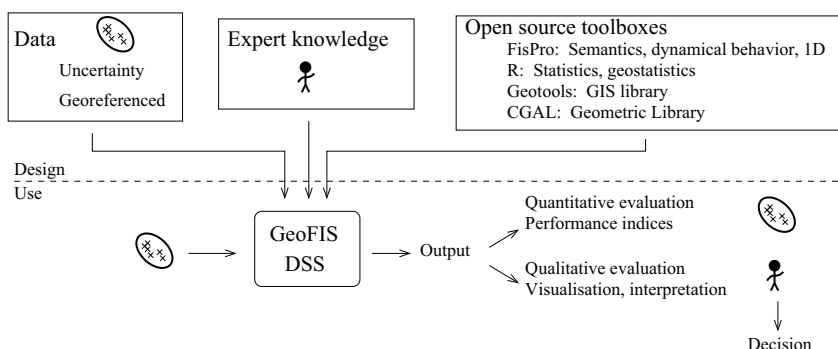 Data
Uncertainty
Georeferenced
Expert knowledge
Open source toolboxes
FisPro: Semantics, dynamical behavior, 1D
R: Statistics, geostatistics
Geotools: GIS library
CGAL: Geometric Library
Design
Use
GeoFIS
DSS
Output
Quantitative evaluation
Performance indices
Qualitative evaluation
Visualisation, interpretation
Decision